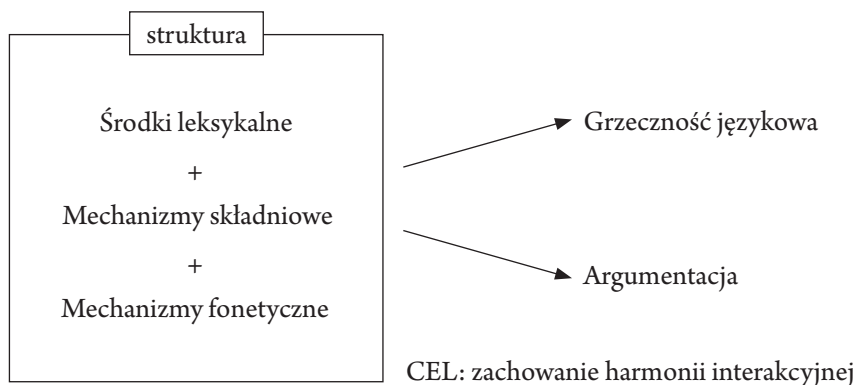 struktura
Środki leksykalne
+
Mechanizmy składniowe
+
Mechanizmy fonetyczne
Grzeczność językowa
Argumentacja
CEL: zachowanie harmonii interakcyjnej